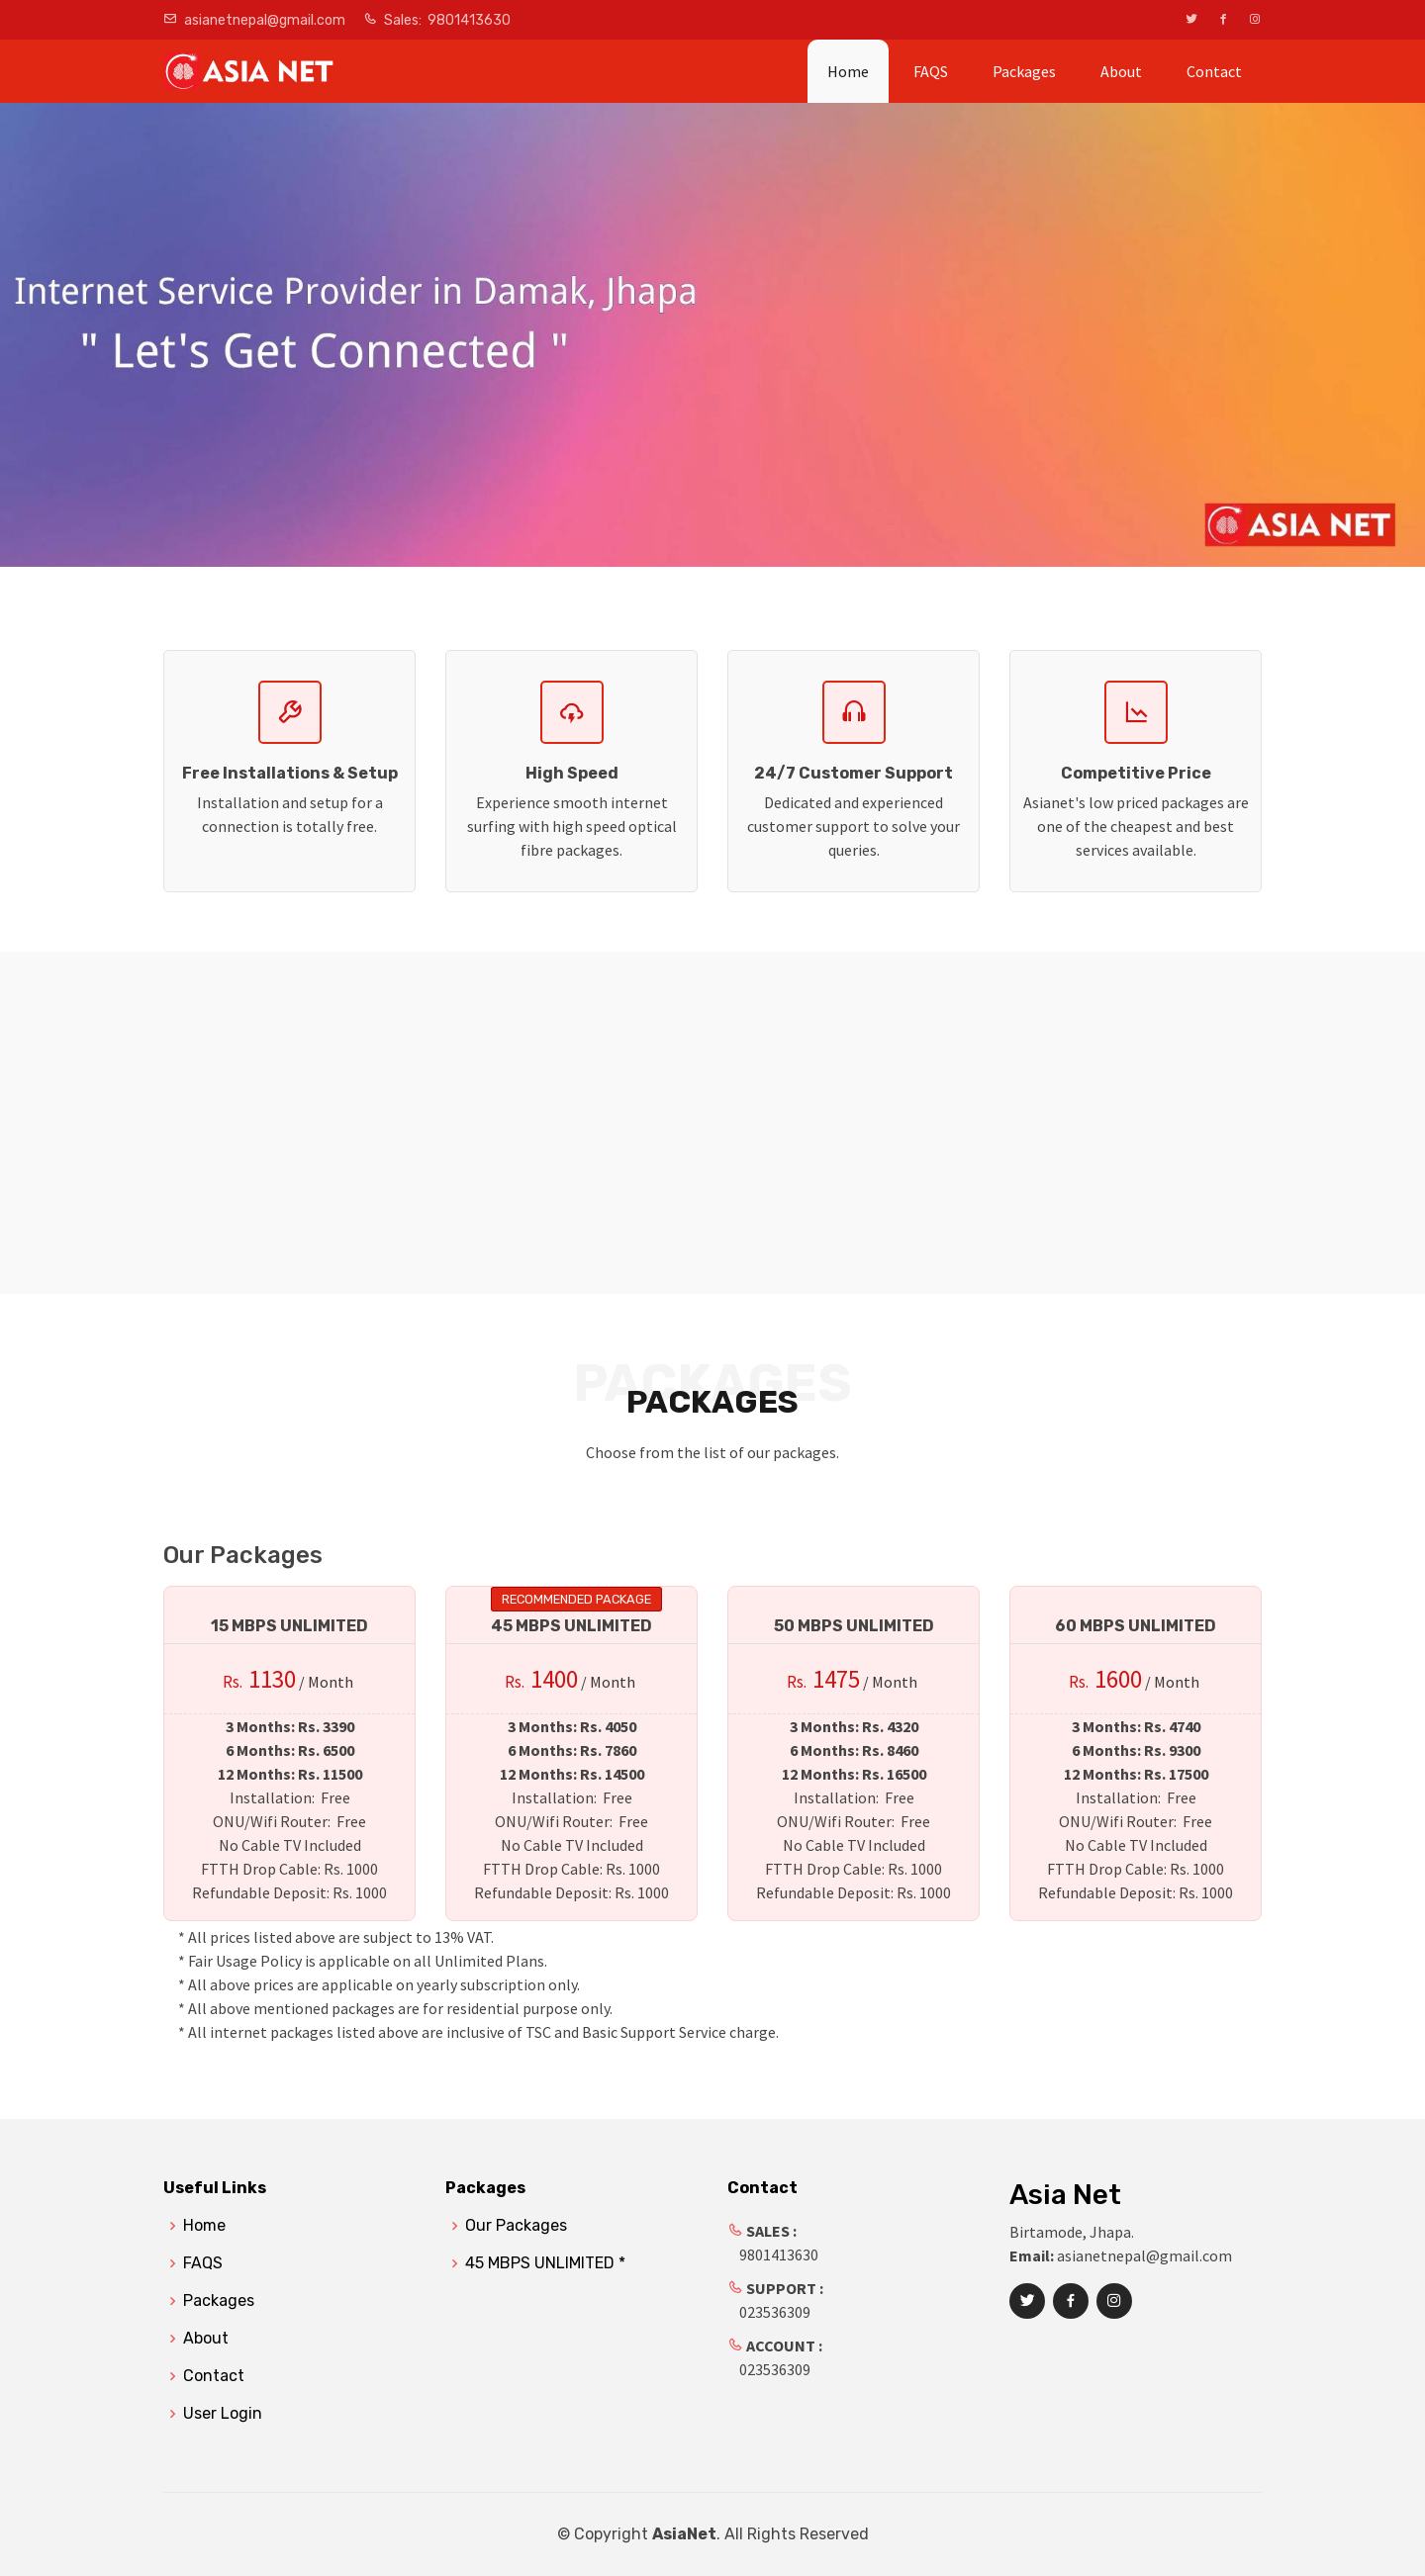 asianetnepal@gmail.com Sales: 9801413630
ASIA NET
Home FAQS Packages About Contact
Internet Service Provider in Damak, Jhapa
" Let's Get Connected "
ASIA NET
Free Installations & Setup
Installation and setup for a
connection is totally free.
High Speed
Experience smooth internet
surfing with high speed optical
fibre packages.
24/7 Customer Support
Dedicated and experienced
customer support to solve your
queries.
Competitive Price
Asianet's low priced packages are
one of the cheapest and best
services available.
PACKAGES
PACKAGES
Choose from the list of our packages.
Our Packages
15 MBPS UNLIMITED
Rs. 1130 / Month
3 Months: Rs. 3390
6 Months: Rs. 6500
12 Months: Rs. 11500
Installation: Free
ONU/Wifi Router: Free
No Cable TV Included
FTTH Drop Cable: Rs. 1000
Refundable Deposit: Rs. 1000
RECOMMENDED PACKAGE
45 MBPS UNLIMITED
Rs. 1400 / Month
3 Months: Rs. 4050
6 Months: Rs. 7860
12 Months: Rs. 14500
Installation: Free
ONU/Wifi Router: Free
No Cable TV Included
FTTH Drop Cable: Rs. 1000
Refundable Deposit: Rs. 1000
50 MBPS UNLIMITED
Rs. 1475 / Month
3 Months: Rs. 4320
6 Months: Rs. 8460
12 Months: Rs. 16500
Installation: Free
ONU/Wifi Router: Free
No Cable TV Included
FTTH Drop Cable: Rs. 1000
Refundable Deposit: Rs. 1000
60 MBPS UNLIMITED
Rs. 1600 / Month
3 Months: Rs. 4740
6 Months: Rs. 9300
12 Months: Rs. 17500
Installation: Free
ONU/Wifi Router: Free
No Cable TV Included
FTTH Drop Cable: Rs. 1000
Refundable Deposit: Rs. 1000
* All prices listed above are subject to 13% VAT.
* Fair Usage Policy is applicable on all Unlimited Plans.
* All above prices are applicable on yearly subscription only.
* All above mentioned packages are for residential purpose only.
* All internet packages listed above are inclusive of TSC and Basic Support Service charge.
Useful Links
Home
FAQS
Packages
About
Contact
User Login
Packages
Our Packages
45 MBPS UNLIMITED *
Contact
SALES :
9801413630
SUPPORT :
023536309
ACCOUNT :
023536309
Asia Net
Birtamode, Jhapa.
Email: asianetnepal@gmail.com
© Copyright AsiaNet. All Rights Reserved